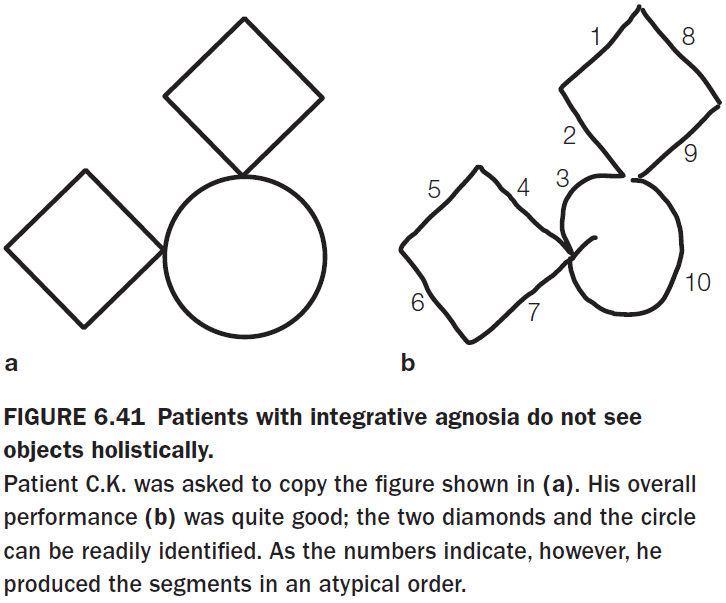 1
8
2
9
3
5
4
10
6
7
a
b
FIGURE 6.41 Patients with integrative agnosia do not see
objects holistically.
Patient C.K. was asked to copy the figure shown in (a). His overall
performance (b) was quite good; the two diamonds and the circle
can be readily identified. As the numbers indicate, however, he
produced the segments in an atypical order.